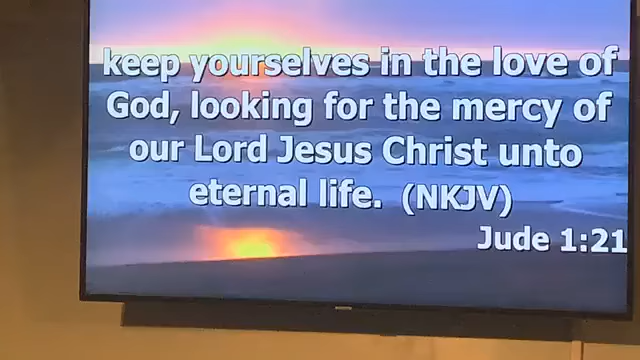 keep yourselves in the love of
God, looking for the mercy of
our Lord Jesus Christ unto
eternal life. (NKJV)
Jude 1:21